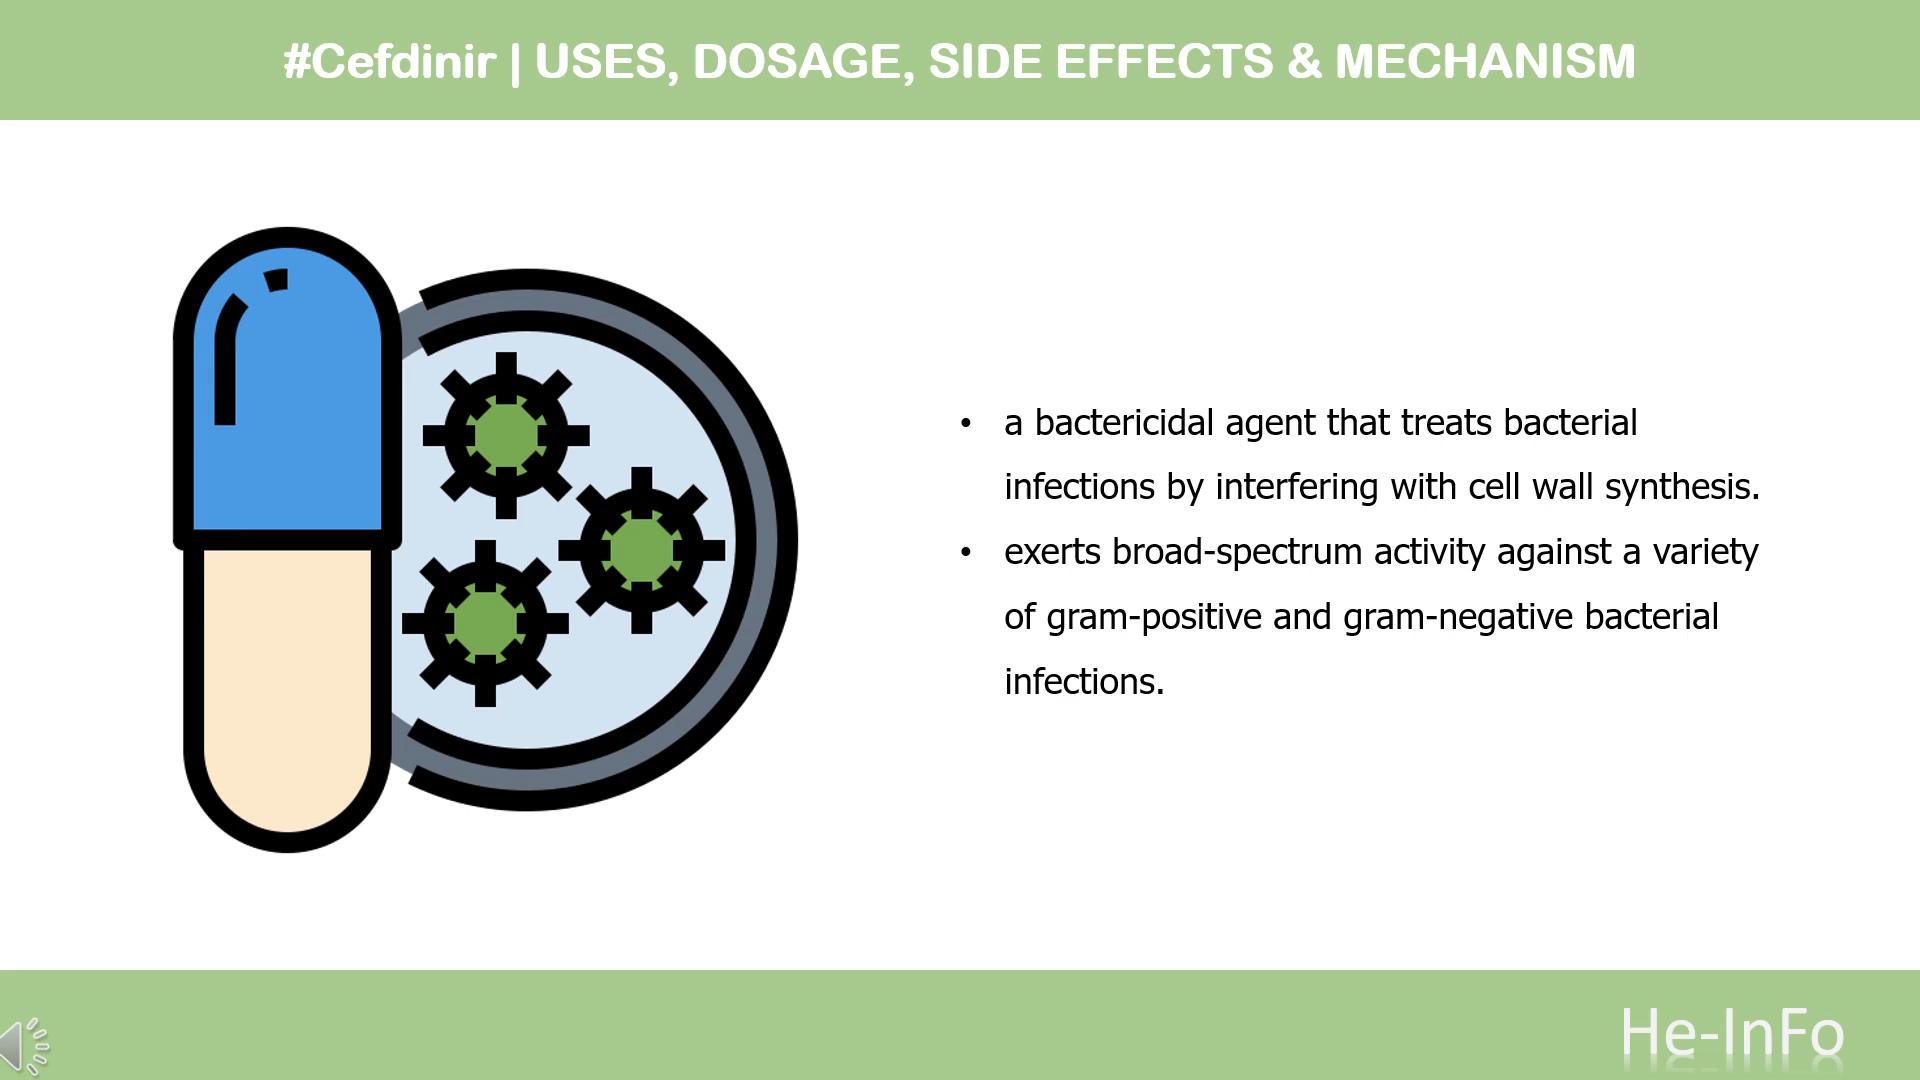 #Cefdinir | USES, DOSAGE, SIDE EFFECTS & MECHANISM
• a bactericidal agent that treats bacterial
infections by interfering with cell wall synthesis.
• exerts broad-spectrum activity against a variety
of gram-positive and gram-negative bacterial
infections.
He-InFo